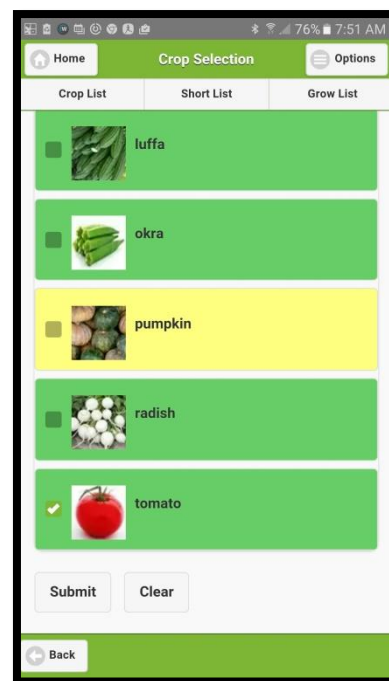 76% 7:51 AM
Home Crop Selection Options
Crop List Short List Grow List
luffa
okra
pumpkin
radish
tomato
Submit Clear
Back